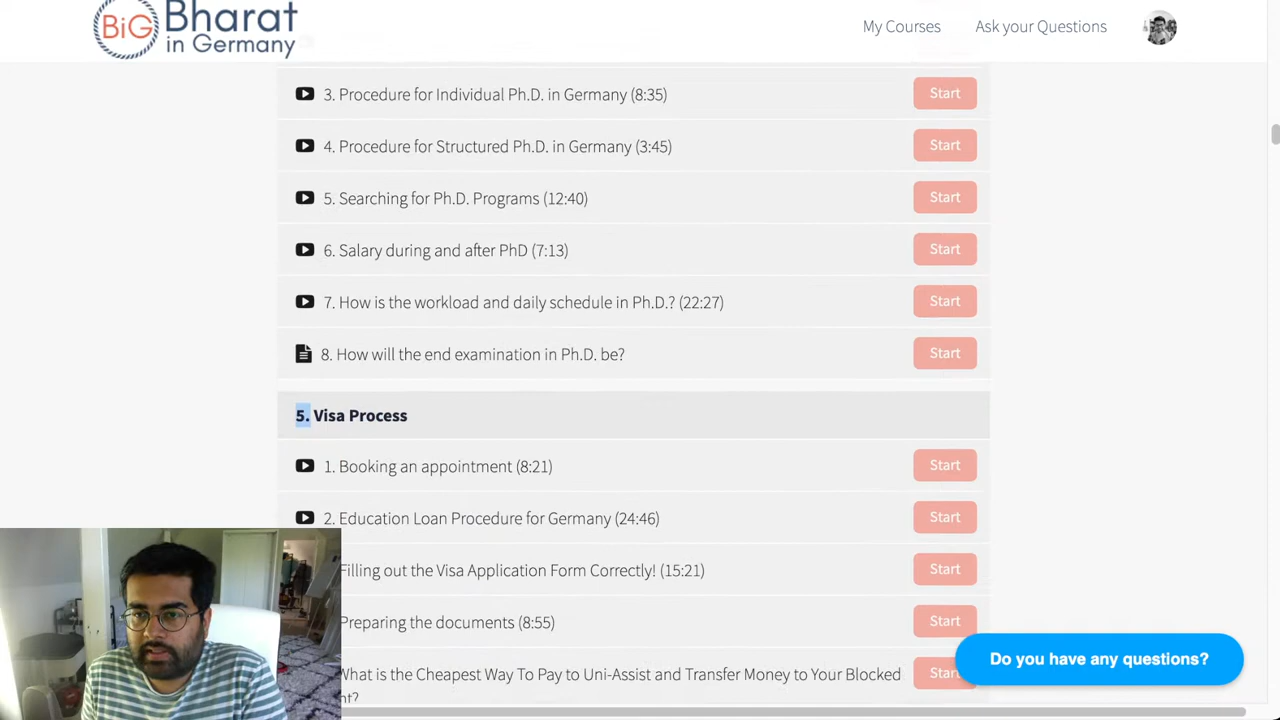 BiG
Bharat
in Germany
My Courses
Ask your Questions
3. Procedure for Individual Ph.D. in Germany (8:35)
Start
4. Procedure for Structured Ph.D. in Germany (3:45)
Start
5. Searching for Ph.D. Programs (12:40)
Start
6. Salary during and after PhD (7:13)
Start
7. How is the workload and daily schedule in Ph.D.? (22:27)
Start
8. How will the end examination in Ph.D. be?
Start
5. Visa Process
1. Booking an appointment (8:21)
Start
2. Education Loan Procedure for Germany (24:46)
Start
Filling out the Visa Application Form Correctly! (15:21)
Start
Preparing the documents (8:55)
Start
What is the Cheapest Way To Pay to Uni-Assist and Transfer Money to Your Blocked
Start
nt?
Do you have any questions?